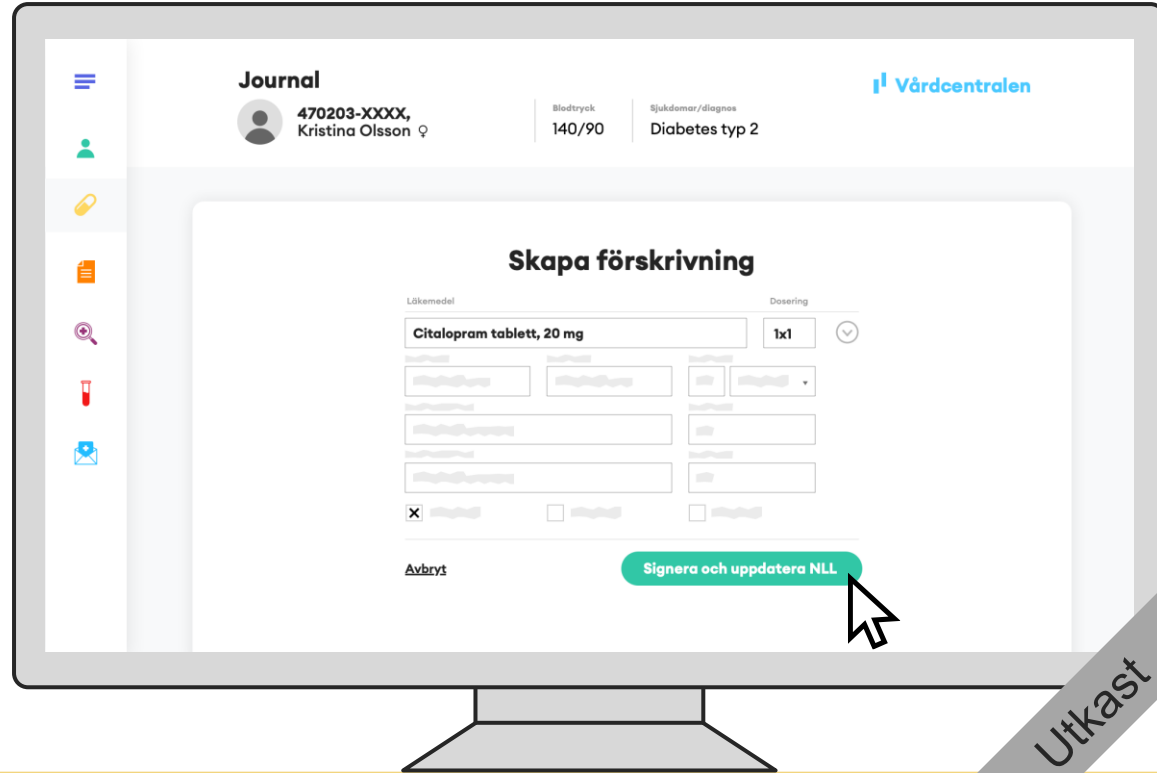 Journal
Vårdcentralen
470203-XXXX,
Kristina Olsson ♀
Blodtryck
140/90
Sjukdomar/diagnos
Diabetes typ 2
Skapa förskrivning
Läkemedel
Dosering
Citalopram tablett, 20 mg
1x1
Avbryt
Signera och uppdatera NLL
Utkast